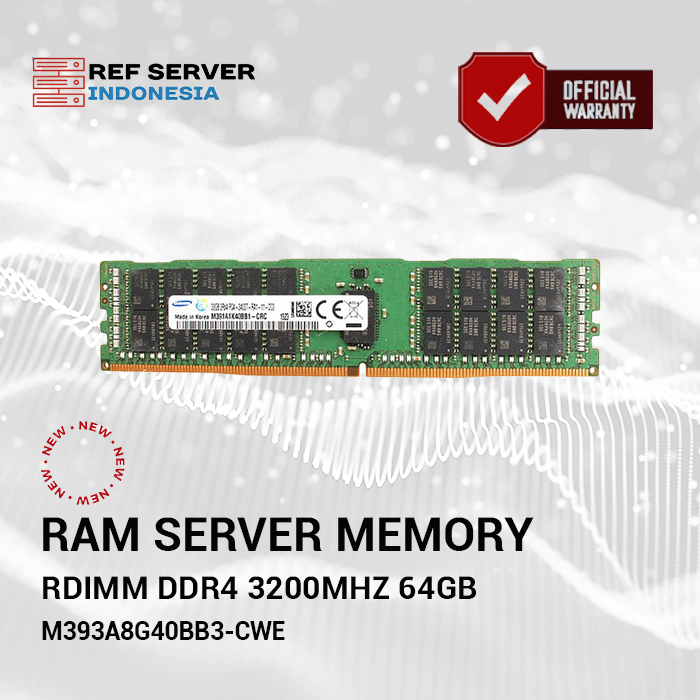 REF SERVER
INDONESIA
OFFICIAL
WARRANTY
SAMSUNG
Made in Korea
CE
NEW • NEW • NEW • NEW • NEW •
RAM SERVER MEMORY
RDIMM DDR4 3200MHZ 64GB
M393A8G40BB3-CWE